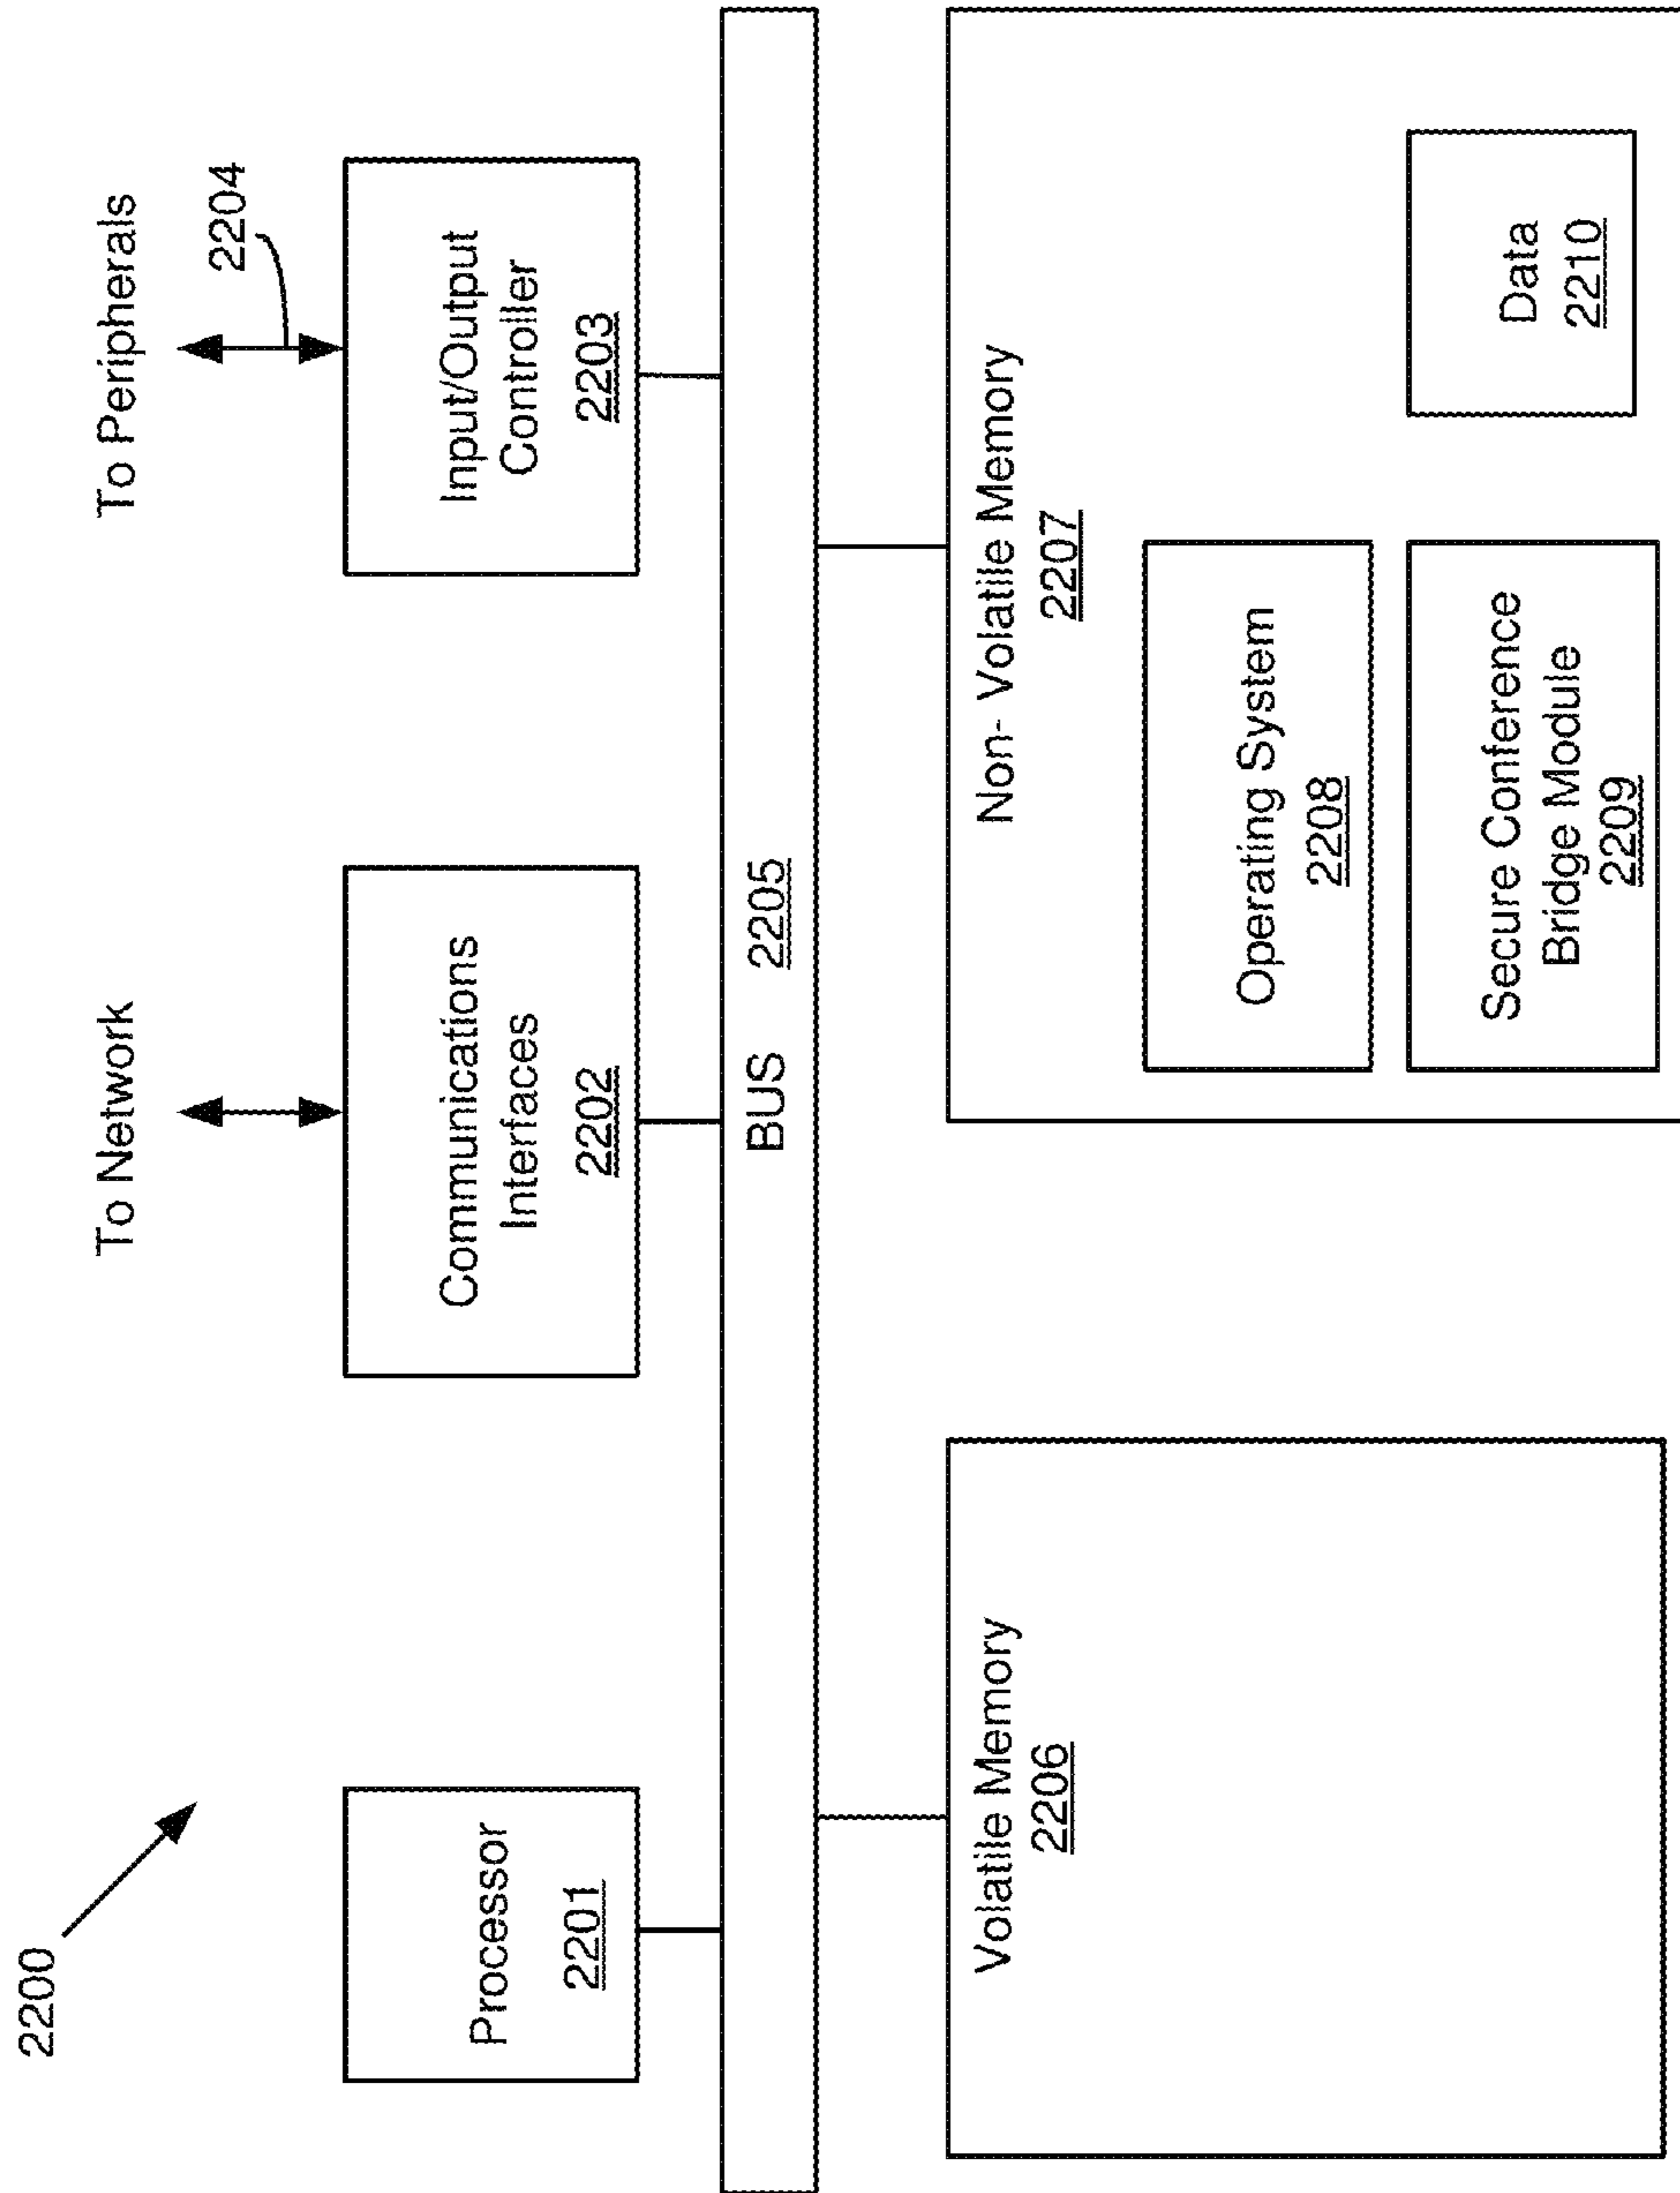 2200
To Network
To Peripherals
2204
Processor
2201
Communications
Interfaces
2202
Input/Output
Controller
2203
BUS 2205
Volatile Memory
2206
Non- Volatile Memory
2207
Operating System
2208
Secure Conference
Bridge Module
2209
Data
2210